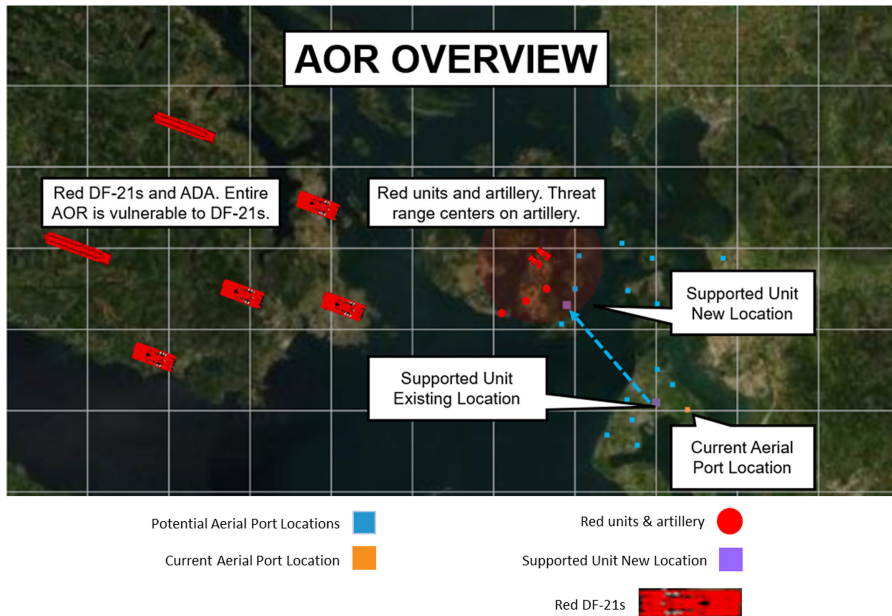 AOR OVERVIEW
Red DF-21s and ADA. Entire
AOR is vulnerable to DF-21s.
Red units and artillery. Threat
range centers on artillery.
Supported Unit
New Location
Supported Unit
Existing Location
Current Aerial
Port Location
Potential Aerial Port Locations
Red units & artillery
Current Aerial Port Location
Supported Unit New Location
Red DF-21s